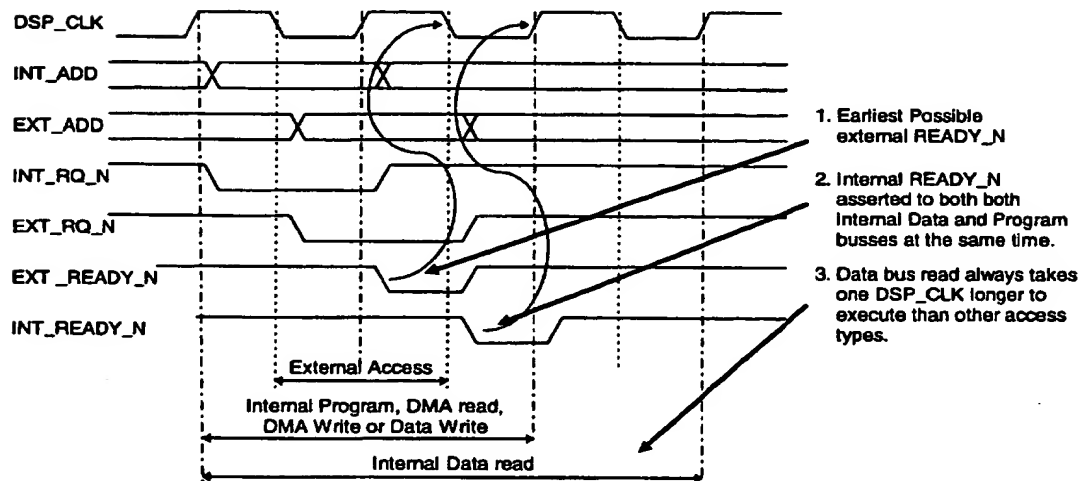 DSP_CLK
INT_ADD
EXT_ADD
INT_RQ_N
EXT_RQ_N
EXT _READY_N
INT_READY_N
1. Earliest Possible
external READY_N
2. Internal READY_N
asserted to both both
Internal Data and Program
busses at the same time.
3. Data bus read always takes
one DSP_CLK longer to
execute than other access
types.
External Access
Internal Program, DMA read,
DMA Write or Data Write
Internal Data read